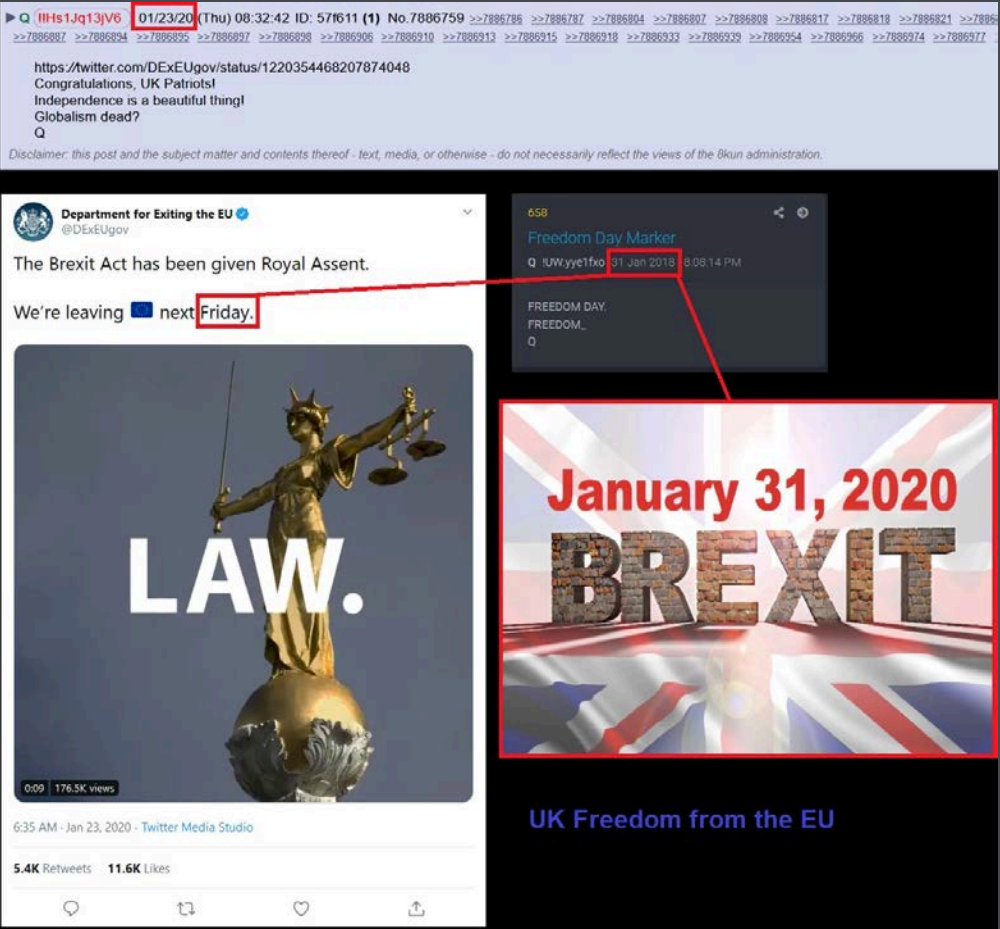 Q !!Hs1Jq13jV6 01/23/20 (Thu) 08:32:42 ID: 57f611 (1) No.7886759 >>7886786 >>7886787 >>7886804 >>7886807 >>7886808 >>7886817 >>7886818 >>7886821 >>7886
>>7886887 >>7886894 >>7886895 >>7886897 >>7886898 >>7886906 >>7886910 >>7886913 >>7886915 >>7886918 >>7886933 >>7886939 >>7886954 >>7886966 >>7886974 >>7886977
https://twitter.com/DExEUgov/status/1220354468207874048
Congratulations, UK Patriots!
Independence is a beautiful thing!
Globalism dead?
Q
Disclaimer: this post and the subject matter and contents thereof - text, media, or otherwise - do not necessarily reflect the views of the 8kun administration.
Department for Exiting the EU
@DExEUgov
The Brexit Act has been given Royal Assent.
We're leaving 🇪🇺 next Friday.
LAW.
0:09 176.5K views
6:35 AM · Jan 23, 2020 · Twitter Media Studio
5.4K Retweets 11.6K Likes
658
Freedom Day Marker
Q !UW.yye1fxo 31 Jan 2018 8:08:14 PM
FREEDOM DAY.
FREEDOM_
Q
January 31, 2020
BREXIT
UK Freedom from the EU